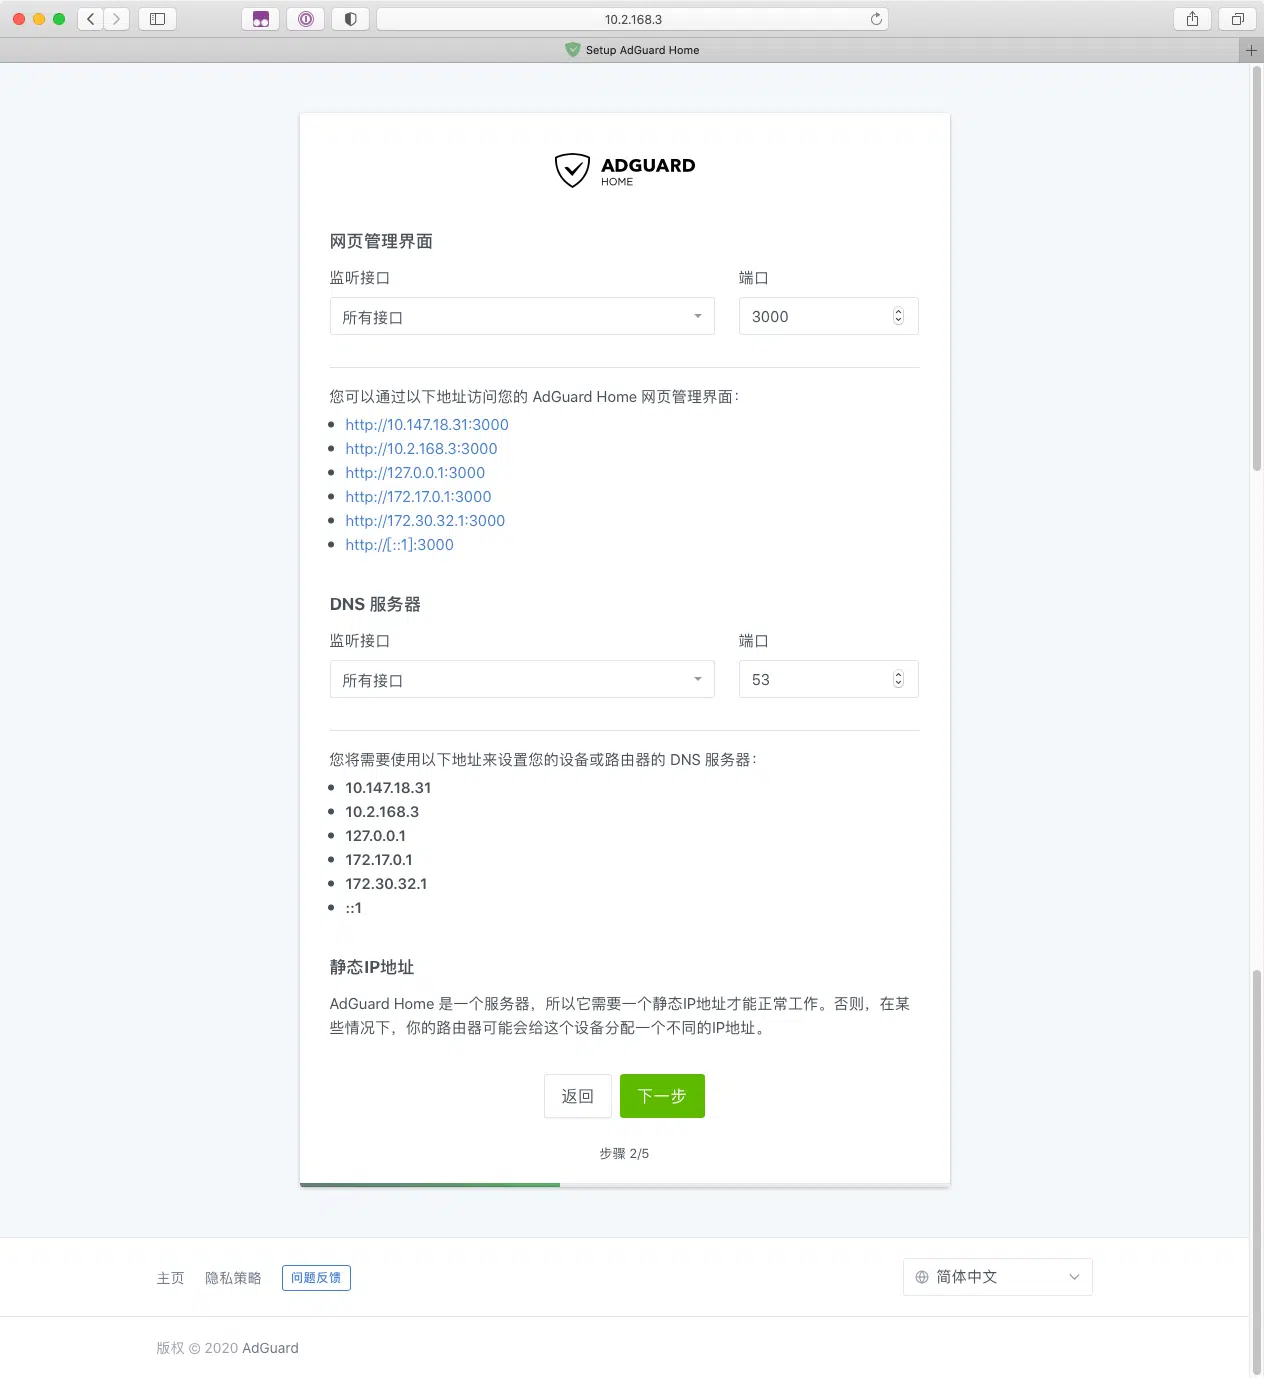 10.2.168.3
Setup AdGuard Home
ADGUARD
HOME
网页管理界面
监听接口
端口
所有接口
3000
您可以通过以下地址访问您的 AdGuard Home 网页管理界面：
http://10.147.18.31:3000
http://10.2.168.3:3000
http://127.0.0.1:3000
http://172.17.0.1:3000
http://172.30.32.1:3000
http://[::1]:3000
DNS 服务器
监听接口
端口
所有接口
53
您将需要使用以下地址来设置您的设备或路由器的 DNS 服务器：
10.147.18.31
10.2.168.3
127.0.0.1
172.17.0.1
172.30.32.1
::1
静态IP地址
AdGuard Home 是一个服务器，所以它需要一个静态IP地址才能正常工作。否则，在某
些情况下，你的路由器可能会给这个设备分配一个不同的IP地址。
返回
下一步
步骤 2/5
主页
隐私策略
问题反馈
简体中文
版权 © 2020 AdGuard